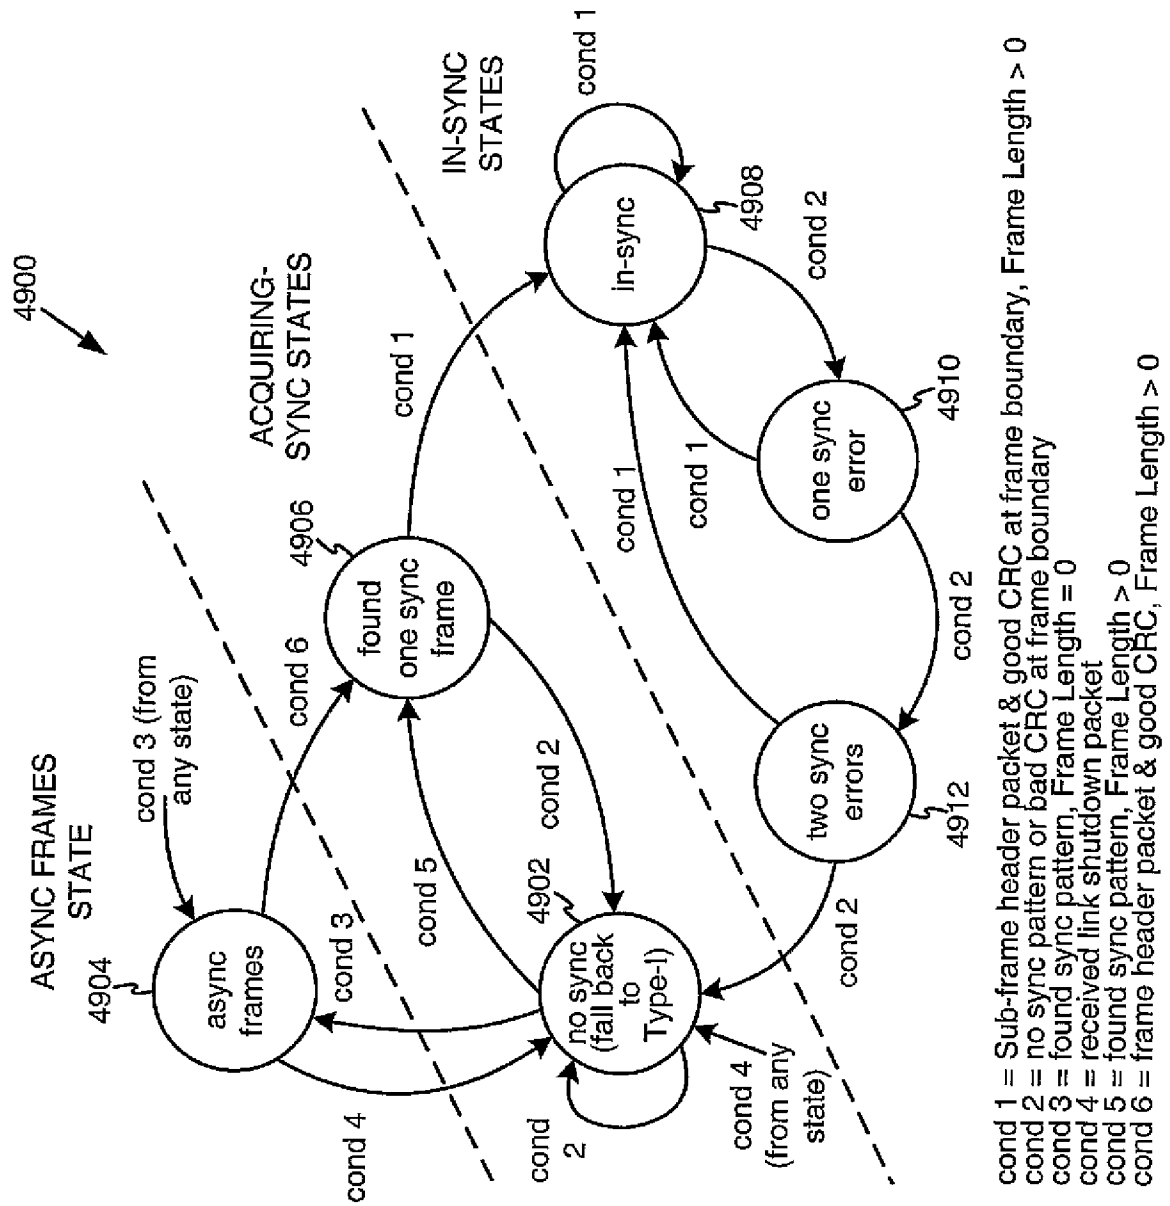 4900
ASYNC FRAMES
STATE
ACQUIRING-
SYNC STATES
IN-SYNC
STATES
4904
async
frames
cond 3 (from
any state)
cond 6
4906
found
one sync
frame
cond 1
cond 1
in-sync
4908
cond 2
cond 4
cond 3
cond 5
cond 2
4902
no sync
(fall back
to
Type-I)
cond
2
cond 4
(from any
state)
cond 2
two sync
errors
4912
cond 1
cond 1
one sync
error
4910
cond 2
cond 1 = Sub-frame header packet & good CRC at frame boundary, Frame Length > 0
cond 2 = no sync pattern or bad CRC at frame boundary
cond 3 = found sync pattern, Frame Length = 0
cond 4 = received link shutdown packet
cond 5 = found sync pattern, Frame Length > 0
cond 6 = frame header packet & good CRC, Frame Length > 0